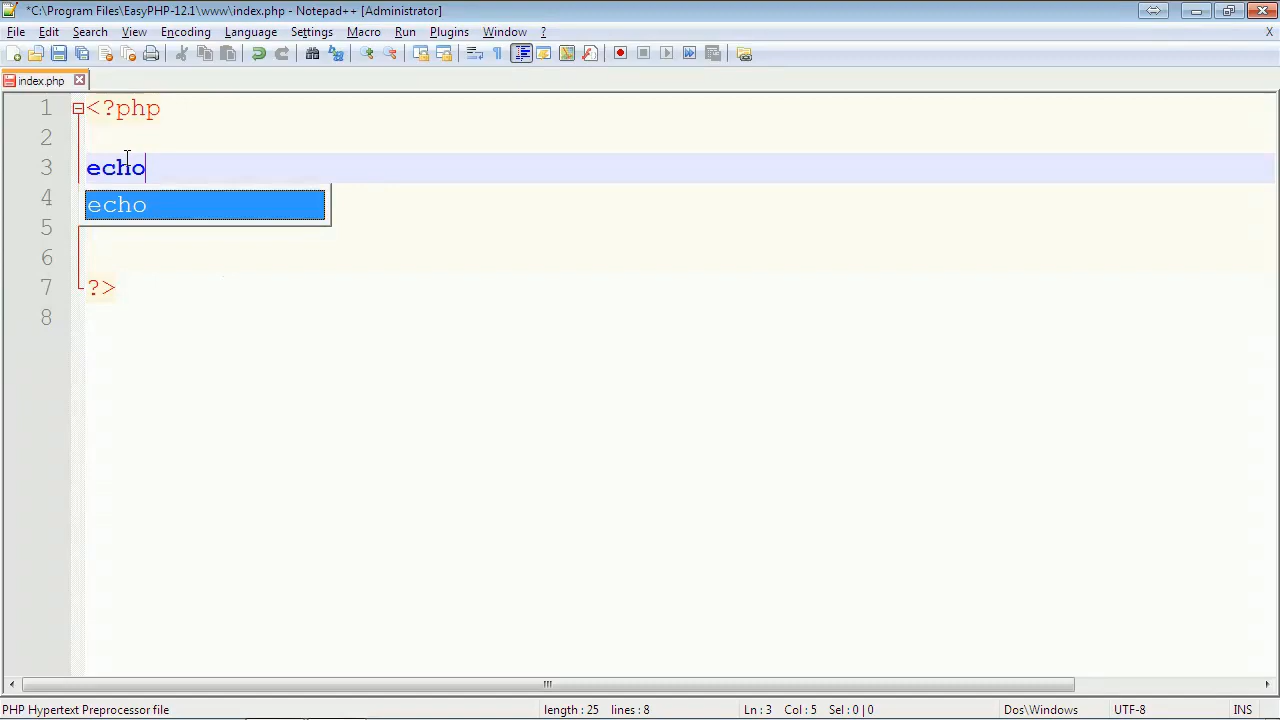 *C:\Program Files\EasyPHP-12.1\www\index.php - Notepad++ [Administrator]
File Edit Search View Encoding Language Settings Macro Run Plugins Window ? X
index.php
1 <?php
2
3 echo
4 echo
5
6
7 ?>
8
PHP Hypertext Preprocessor file length : 25 lines : 8 Ln : 3 Col : 5 Sel : 0 | 0 Dos\Windows UTF-8 INS